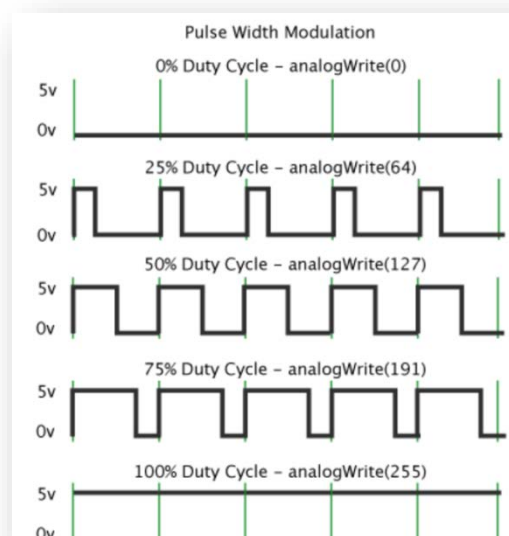 Pulse Width Modulation
0% Duty Cycle – analogWrite(0)
5v
0v
25% Duty Cycle – analogWrite(64)
5v
0v
50% Duty Cycle – analogWrite(127)
5v
0v
75% Duty Cycle – analogWrite(191)
5v
0v
100% Duty Cycle – analogWrite(255)
5v
0v